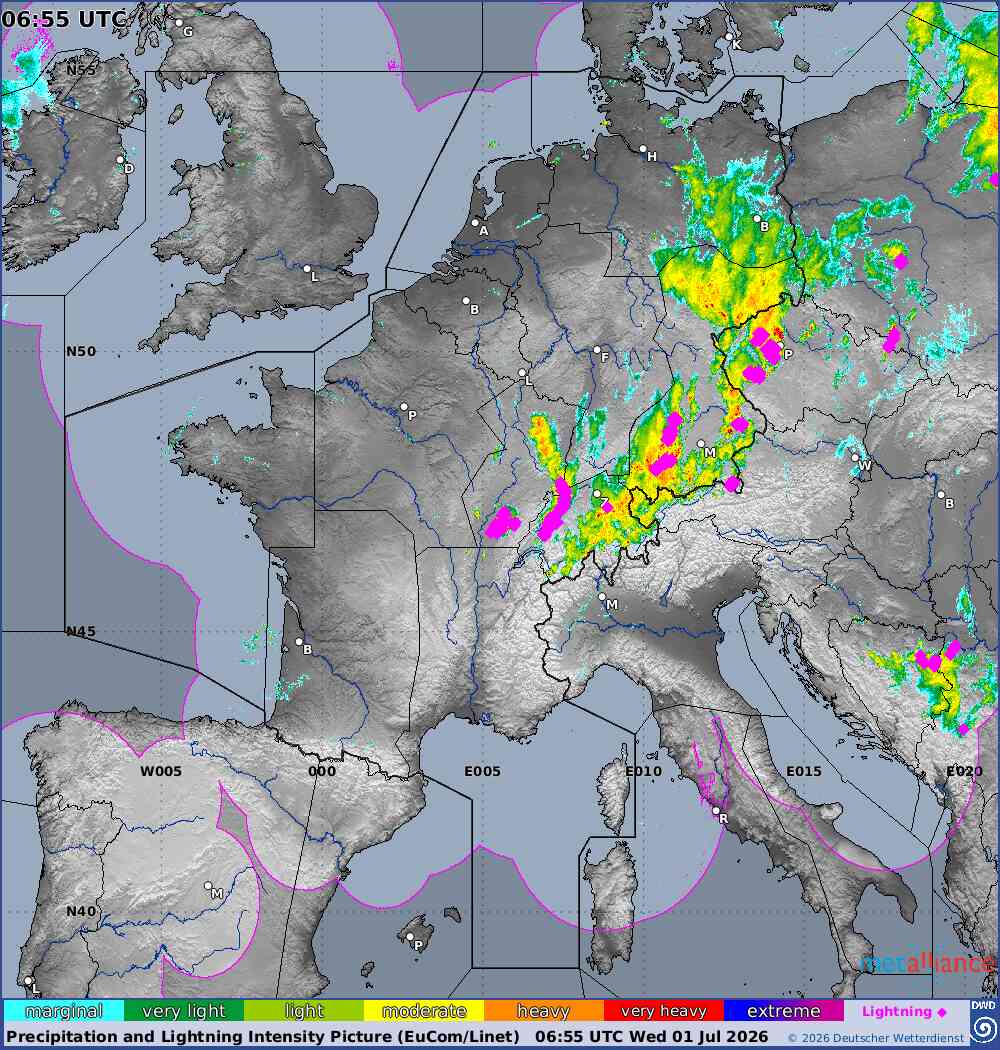 06:55 UTC
G
K
N55
D
H
A
B
L
B
N50
F
P
L
P
M
W
Z
B
M
N45
B
W005
000
E005
E010
E015
E020
R
M
N40
P
L
metalliance
marginal
very light
light
moderate
heavy
very heavy
extreme
Lightning ◆
DWD
Precipitation and Lightning Intensity Picture (EuCom/Linet) 06:55 UTC Wed 01 Jul 2026 © 2026 Deutscher Wetterdienst